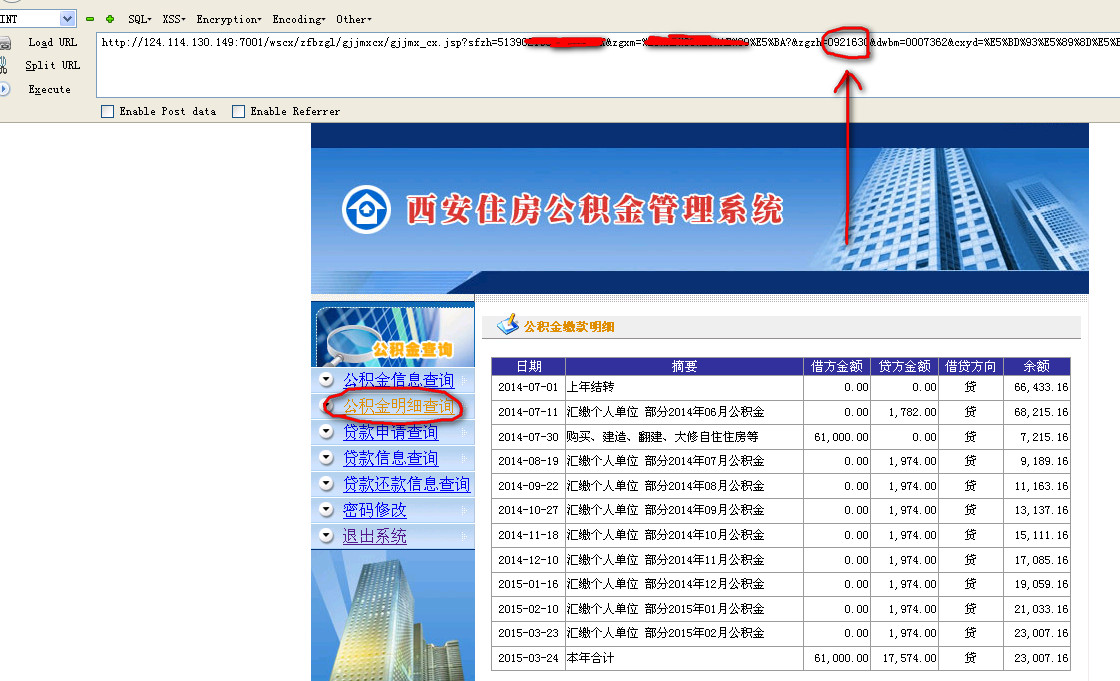 INT
SQL▾ XSS▾ Encryption▾ Encoding▾ Other▾
Load URL
Split URL
Execute
http://124.114.130.149:7001/wscx/zfbzgl/gjjmxcx/gjjmx_cx.jsp?sfzh=51390
&zgxm=
&zgzh=0921630&dwbm=0007362&cxyd=%E5%BD%93%E5%89%8D%E5%B
Enable Post data Enable Referrer
西安住房公积金管理系统
公积金查询
公积金信息查询
公积金明细查询
贷款申请查询
贷款信息查询
贷款还款信息查询
密码修改
退出系统
公积金缴款明细
日期 摘要 借方金额 贷方金额 借贷方向 余额
2014-07-01 上年结转 0.00 0.00 贷 66,433.16
2014-07-11 汇缴个人单位 部分2014年06月公积金 0.00 1,782.00 贷 68,215.16
2014-07-30 购买、建造、翻建、大修自住住房等 61,000.00 0.00 贷 7,215.16
2014-08-19 汇缴个人单位 部分2014年07月公积金 0.00 1,974.00 贷 9,189.16
2014-09-22 汇缴个人单位 部分2014年08月公积金 0.00 1,974.00 贷 11,163.16
2014-10-27 汇缴个人单位 部分2014年09月公积金 0.00 1,974.00 贷 13,137.16
2014-11-18 汇缴个人单位 部分2014年10月公积金 0.00 1,974.00 贷 15,111.16
2014-12-10 汇缴个人单位 部分2014年11月公积金 0.00 1,974.00 贷 17,085.16
2015-01-16 汇缴个人单位 部分2014年12月公积金 0.00 1,974.00 贷 19,059.16
2015-02-10 汇缴个人单位 部分2015年01月公积金 0.00 1,974.00 贷 21,033.16
2015-03-23 汇缴个人单位 部分2015年02月公积金 0.00 1,974.00 贷 23,007.16
2015-03-24 本年合计 61,000.00 17,574.00 贷 23,007.16